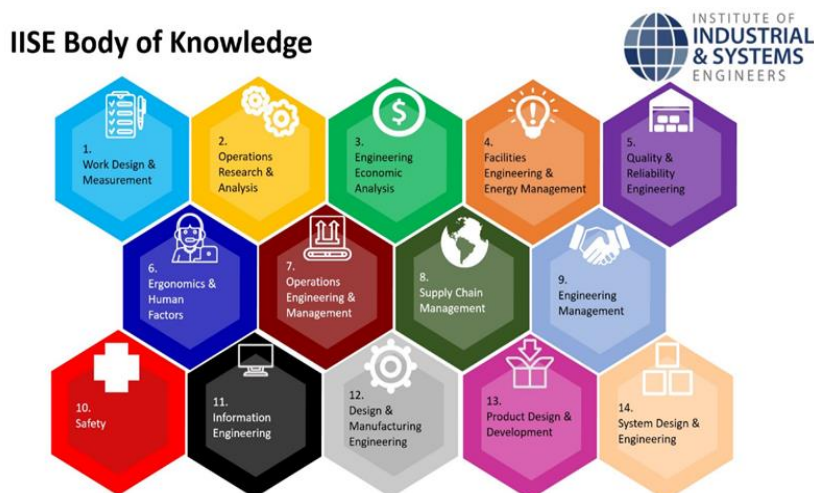 IISE Body of Knowledge
INSTITUTE OF
INDUSTRIAL
& SYSTEMS
ENGINEERS
1.
Work Design &
Measurement
2.
Operations
Research &
Analysis
3.
Engineering
Economic
Analysis
4.
Facilities
Engineering &
Energy Management
5.
Quality &
Reliability
Engineering
6.
Ergonomics &
Human
Factors
7.
Operations
Engineering &
Management
8.
Supply Chain
Management
9.
Engineering
Management
10.
Safety
11.
Information
Engineering
12.
Design &
Manufacturing
Engineering
13.
Product Design &
Development
14.
System Design &
Engineering